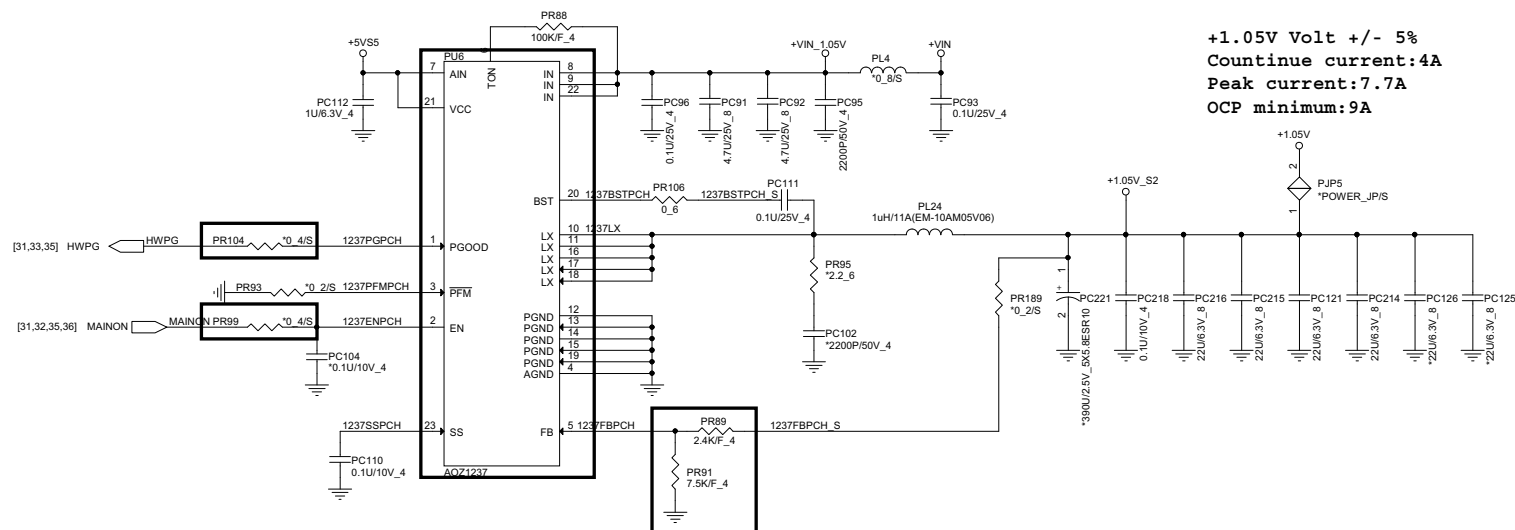 PR88
100K/F_4
+5VS5
PU6
7 AIN
TON
21 VCC
PC112
1U/6.3V_4
IN 8
IN 9
IN 22
+VIN_1.05V
PL4
*0_8/S
+VIN
PC96
0.1U/25V_4
PC91
4.7U/25V_8
PC92
4.7U/25V_8
PC95
2200P/50V_4
PC93
0.1U/25V_4
+1.05V Volt +/- 5%
Countinue current:4A
Peak current:7.7A
OCP minimum:9A
+1.05V
2
PJP5
*POWER_JP/S
1
+1.05V_S2
BST 20 1237BSTPCH
PR106
0_6
1237BSTPCH_S
PC111
0.1U/25V_4
PL24
1uH/11A(EM-10AM05V06)
LX 10 1237LX
LX 11
LX 16
LX 17
LX 18
[31,33,35] HWPG
HWPG
PR104
*0_4/S
1237PGPCH
1 PGOOD
PR93
*0_2/S
1237PFMPCH
3 PFM
[31,32,35,36] MAINON
MAINON
PR99
*0_4/S
1237ENPCH
2 EN
PC104
*0.1U/10V_4
PGND 12
PGND 13
PGND 14
PGND 15
PGND 19
AGND 4
PR95
*2.2_6
PC102
*2200P/50V_4
PR189
*0_2/S
1
+
2
PC221
*390U/2.5V_5X5.8ESR10
PC218
0.1U/10V_4
PC216
22U/6.3V_8
PC215
22U/6.3V_8
PC121
22U/6.3V_8
PC214
22U/6.3V_8
PC126
*22U/6.3V_8
PC125
*22U/6.3V_8
1237SSPCH
23 SS
PC110
0.1U/10V_4
FB 5 1237FBPCH
PR89
2.4K/F_4
1237FBPCH_S
PR91
7.5K/F_4
AOZ1237